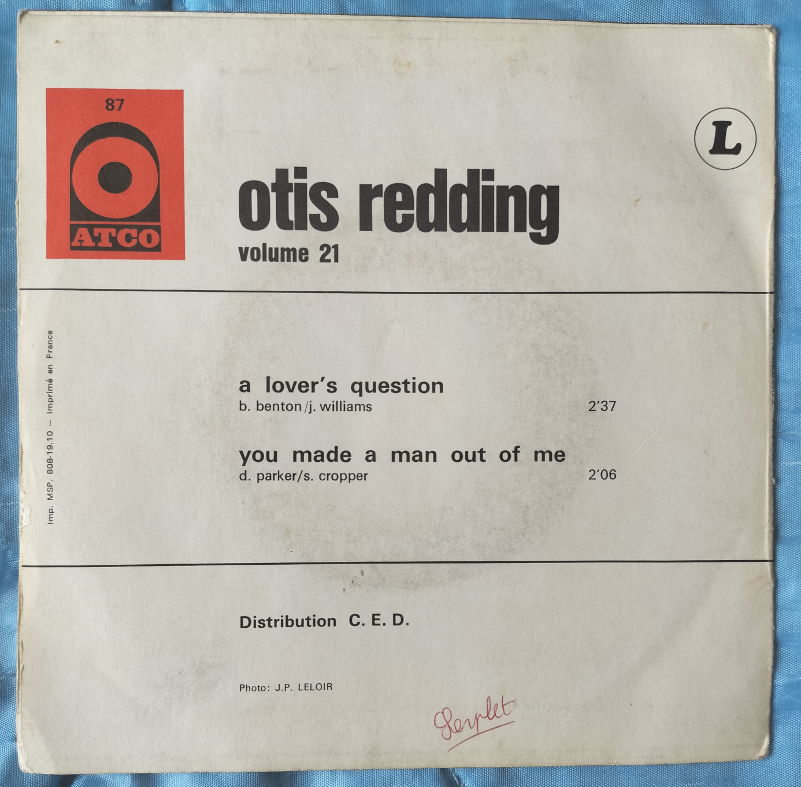 87
ATCO
L
otis redding
volume 21
a lover's question
b. benton/j. williams 2'37
you made a man out of me
d. parker/s. cropper 2'06
Imp. MSP. 808-19.10 — Imprimé en France
Distribution C. E. D.
Photo: J.P. LELOIR